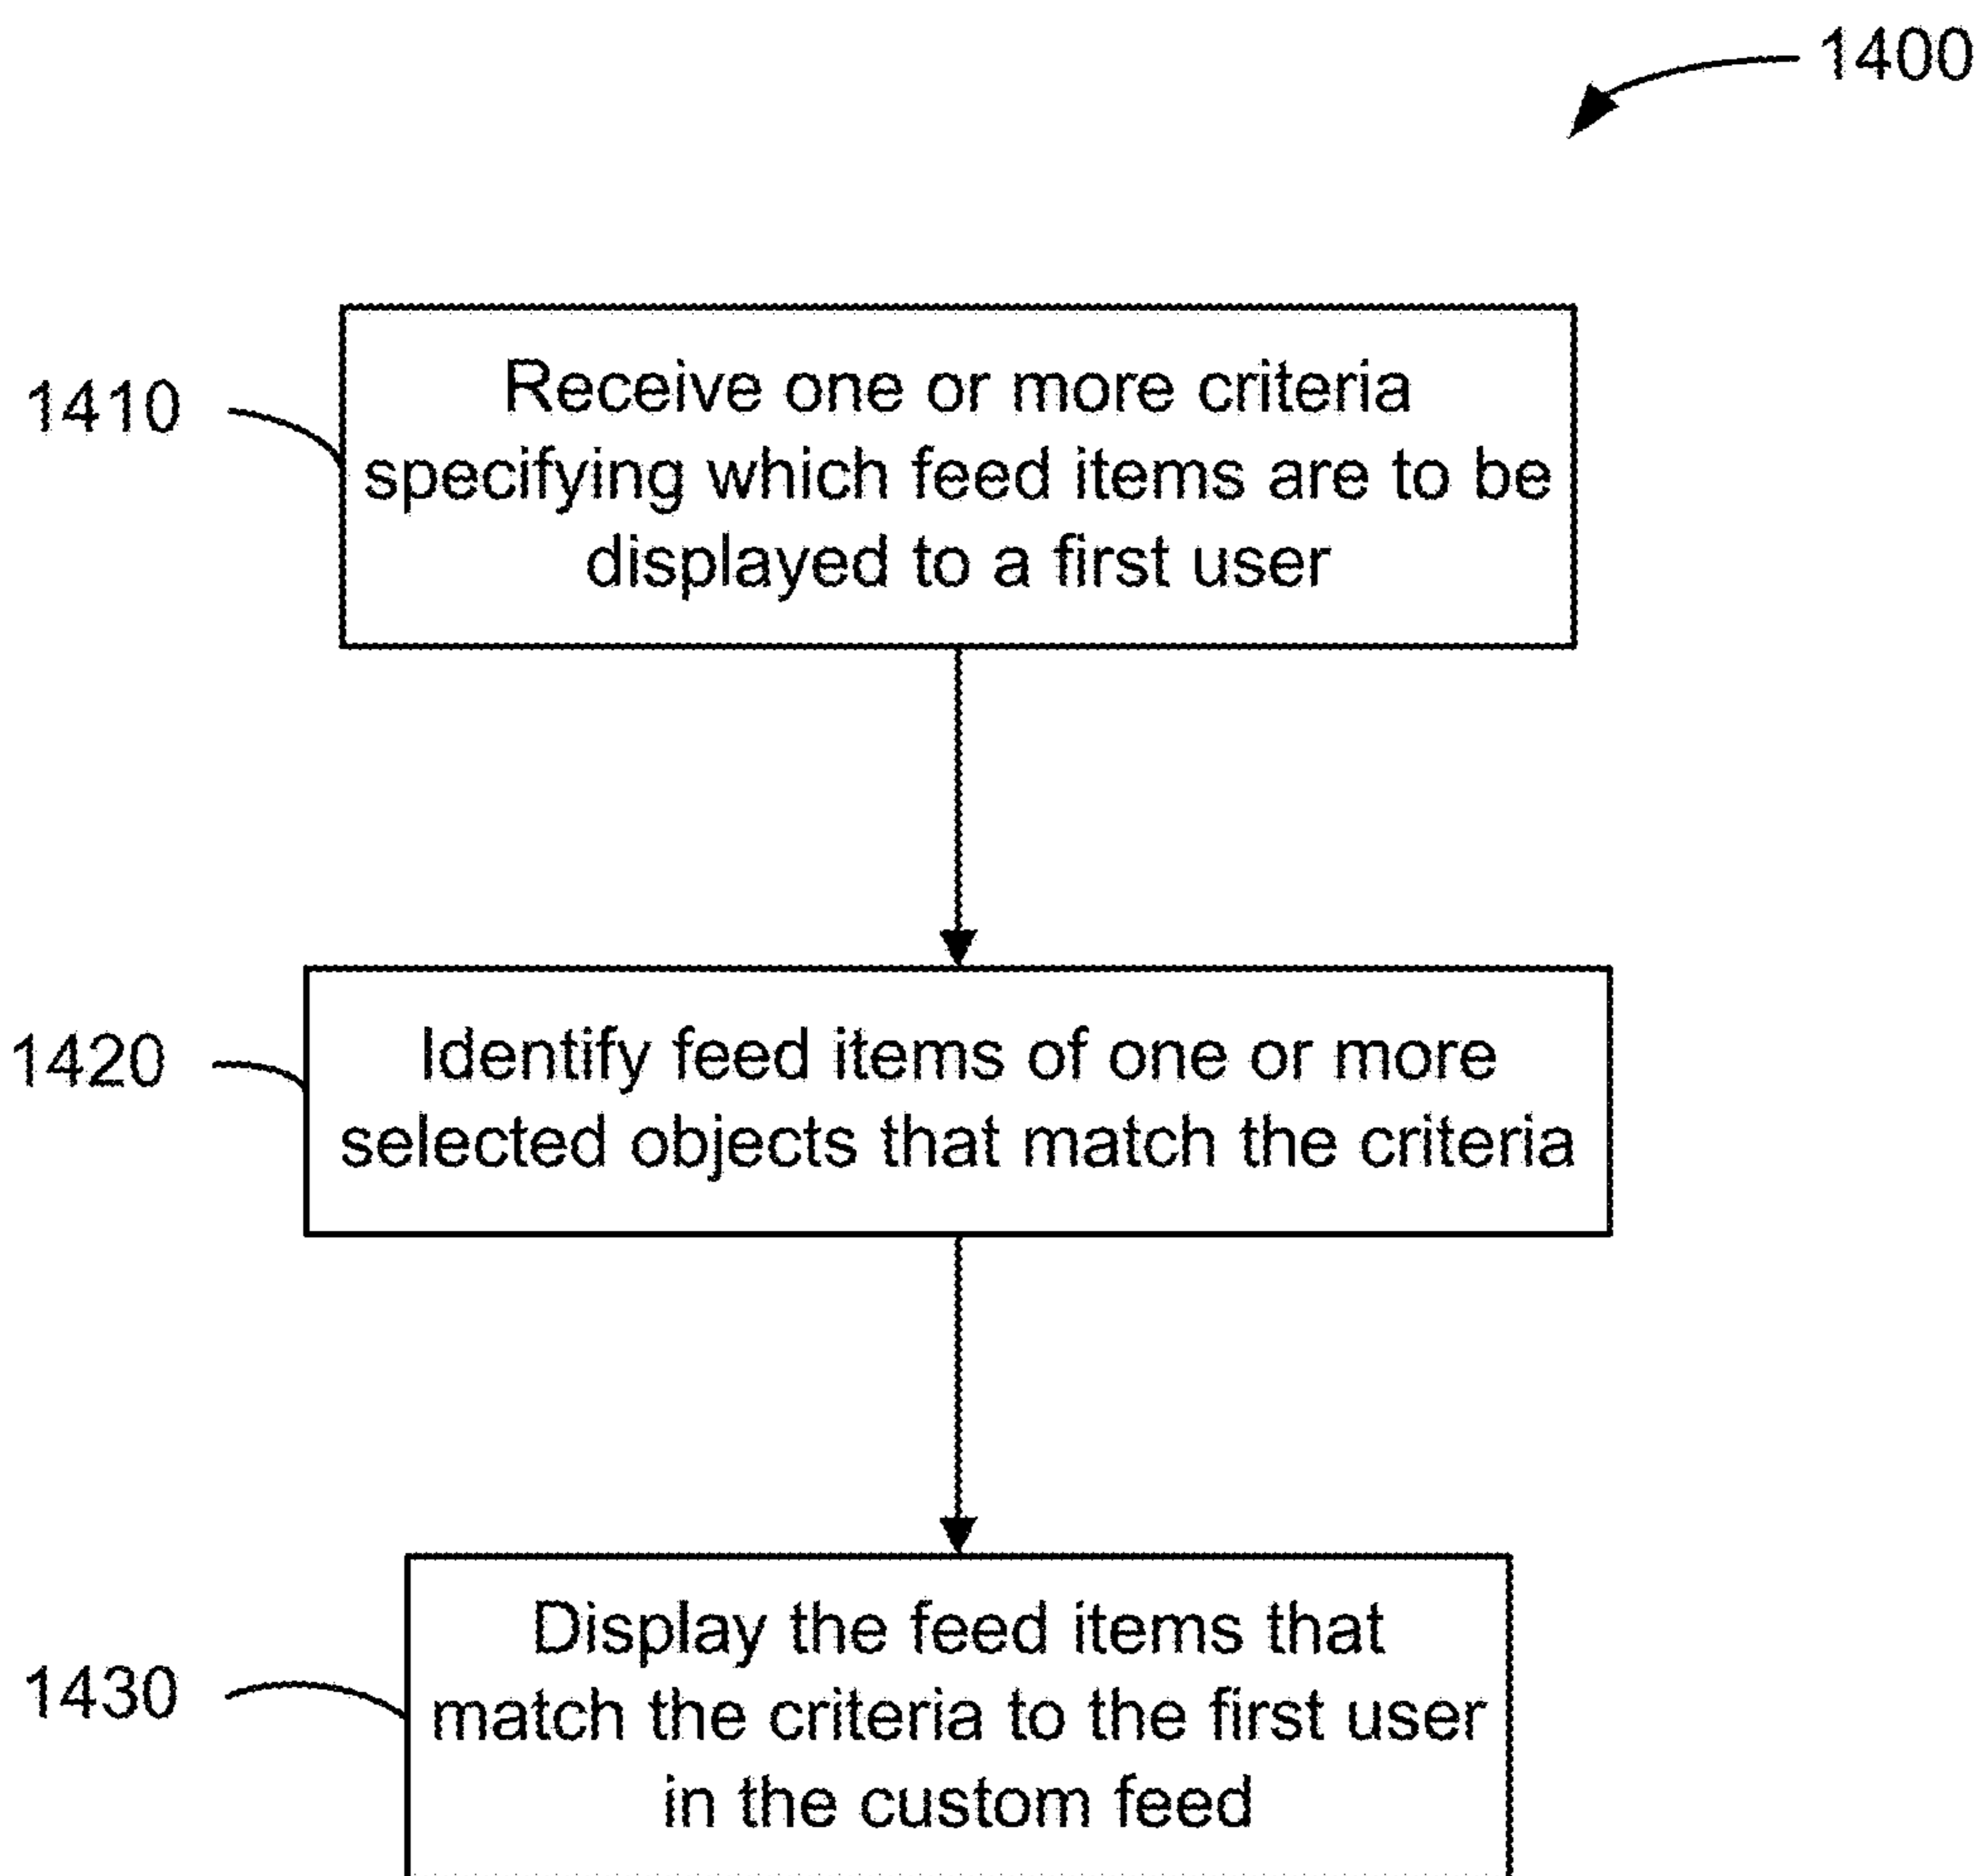 1400
1410
Receive one or more criteria
specifying which feed items are to be
displayed to a first user
1420
Identify feed items of one or more
selected objects that match the criteria
1430
Display the feed items that
match the criteria to the first user
in the custom feed